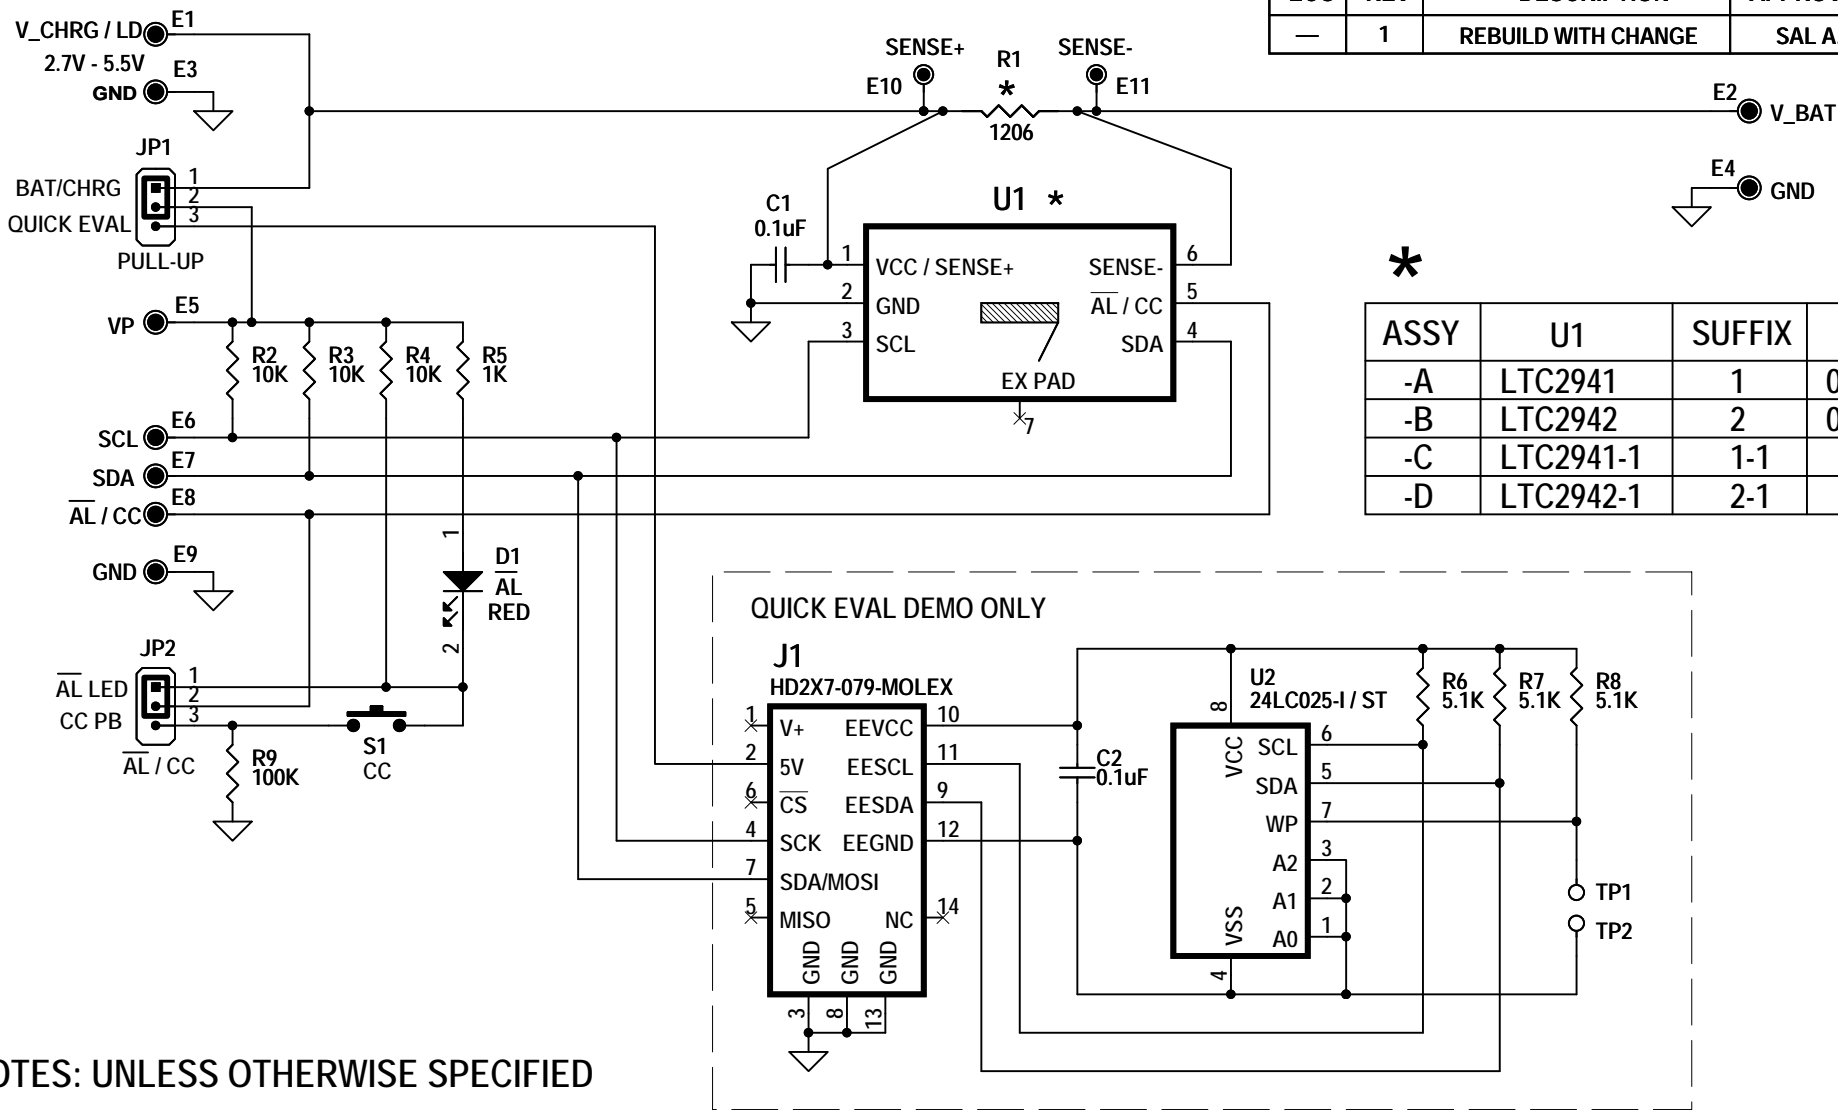 REBUILD WITH CHANGE
— 1 SAL A
V_CHRG / LD E1
2.7V - 5.5V
E3
GND
SENSE+
E10
R1
*
1206
SENSE-
E11
E2
V_BAT
E4
GND
JP1
BAT/CHRG
QUICK EVAL
1
2
3
PULL-UP
C1
0.1uF
U1 *
1 VCC / SENSE+
2 GND
3 SCL
SENSE- 6
AL / CC 5
SDA 4
EX PAD
7
*
ASSY U1 SUFFIX
-A LTC2941 1 0
-B LTC2942 2 0
-C LTC2941-1 1-1
-D LTC2942-1 2-1
VP E5
R2
10K
R3
10K
R4
10K
R5
1K
SCL E6
SDA E7
AL / CC E8
GND E9
1
D1
AL
RED
2
JP2
AL LED
CC PB
1
2
3
AL / CC
R9
100K
S1
CC
QUICK EVAL DEMO ONLY
J1
HD2X7-079-MOLEX
1 V+ EEVCC 10
2 5V EESCL 11
6 CS EESDA 9
4 SCK EEGND 12
7 SDA/MOSI
5 MISO NC 14
GND GND GND
3 8 13
C2
0.1uF
U2
24LC025-I / ST
8
VCC
SCL 6
SDA 5
WP 7
A2 3
A1 2
A0 1
VSS
4
R6
5.1K
R7
5.1K
R8
5.1K
TP1
TP2
OTES: UNLESS OTHERWISE SPECIFIED